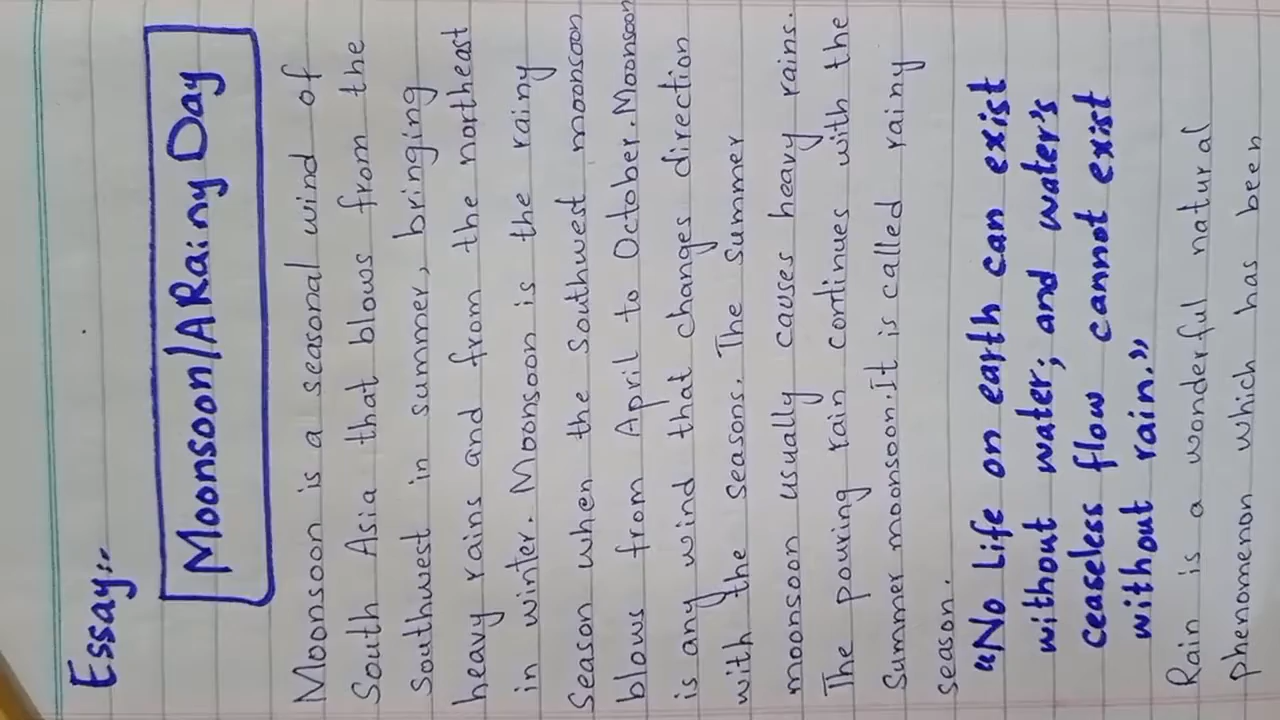 Essay:-
Moonsoon/A Rainy Day
Moonsoon is a seasonal wind of
South Asia that blows from the
Southwest in summer, bringing
heavy rains and from the northeast
in winter. Moonsoon is the rainy
Season when the Southwest moonsoon
blows from April to October. Moonsoon
is any wind that changes direction
with the seasons. The summer
moonsoon usually causes heavy rains.
The pouring rain continues with the
Summer moonsoon. It is called rainy
season.
"No Life on earth can exist
without water; and water's
ceaseless flow cannot exist
without rain."
Rain is a wonderful natural
phenomenon which has been